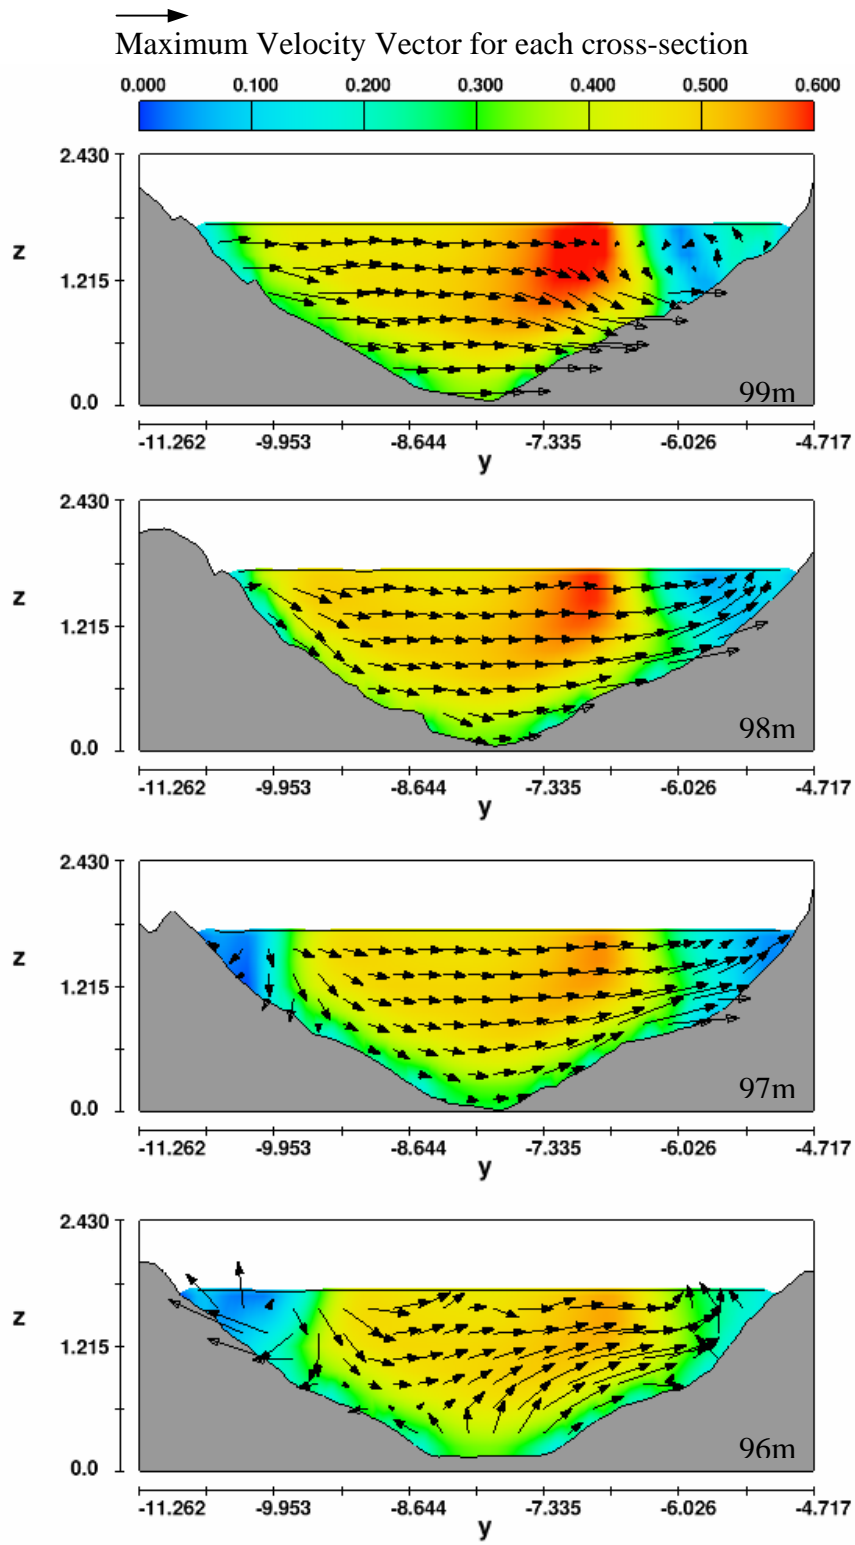 Maximum Velocity Vector for each cross-section
0.000 0.100 0.200 0.300 0.400 0.500 0.600
2.430
z
1.215
0.0
99m
-11.262 -9.953 -8.644 -7.335 -6.026 -4.717
y
2.430
z
1.215
0.0
98m
-11.262 -9.953 -8.644 -7.335 -6.026 -4.717
y
2.430
z
1.215
0.0
97m
-11.262 -9.953 -8.644 -7.335 -6.026 -4.717
y
2.430
z
1.215
0.0
96m
-11.262 -9.953 -8.644 -7.335 -6.026 -4.717
y